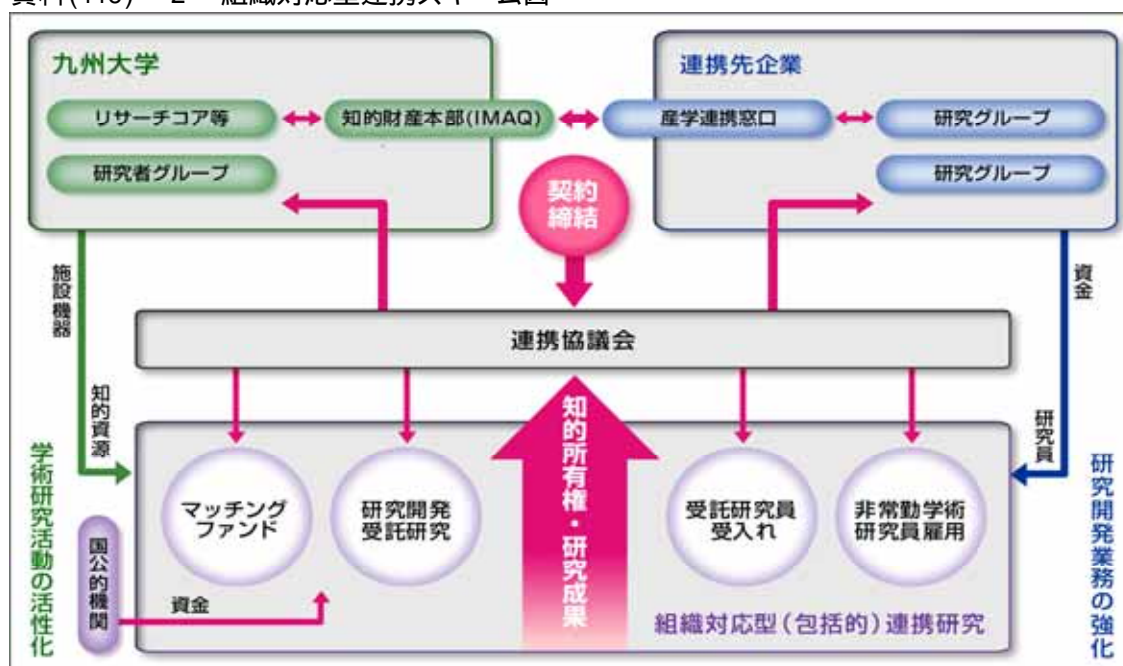 九州大学
連携先企業
リサーチコア等
知的財産本部(IMAQ)
産学連携窓口
研究グループ
研究者グループ
研究グループ
契約
締結
施設機器
資金
連携協議会
知的資源
研究員
学術研究活動の活性化
マッチング
ファンド
研究開発
受託研究
知的所有権・研究成果
受託研究員
受入れ
非常勤学術
研究員雇用
研究開発業務の強化
国公的機関
資金
組織対応型(包括的)連携研究